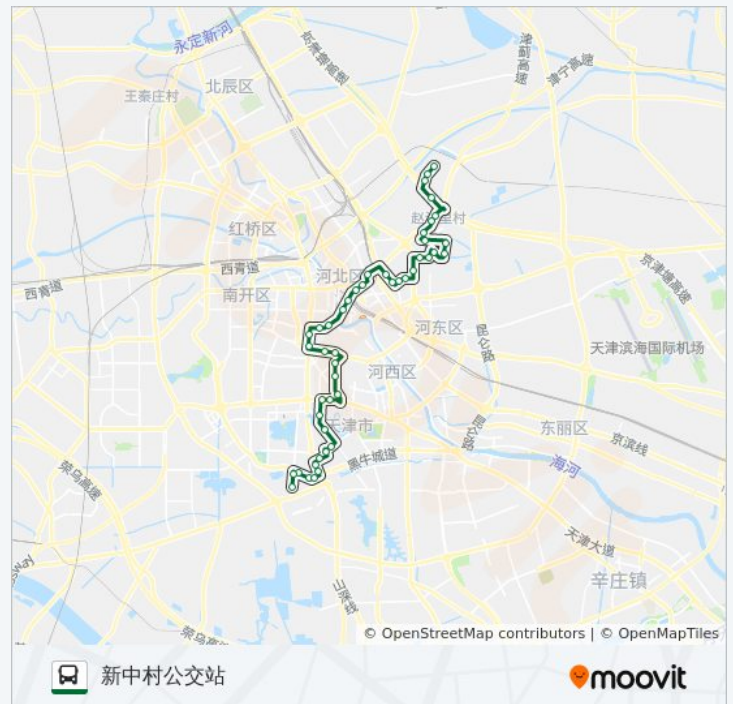 永定新河
京津塘高速
津蓟高速
津宁高速
王秦庄村
北辰区
红桥区
西青道
西青道
河北区
南开区
河东区
昆仑路
京津塘高速
天津滨海国际机场
河西区
天津市
昆仑路
东丽区
京滨线
黑牛城道
海河
荣乌高速
天津大道
辛庄镇
山深线
荣乌高速
© OpenStreetMap contributors | © OpenMapTiles
新中村公交站
moovit